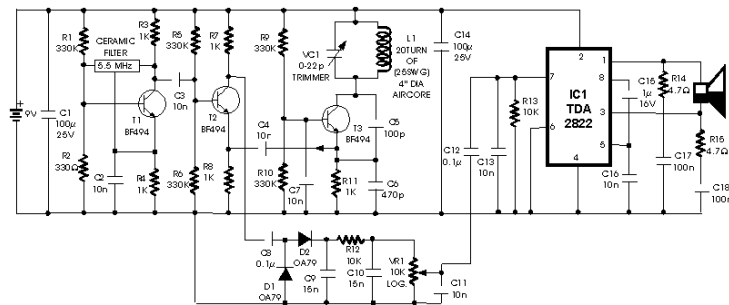 R1
330K
R3
1K
CERAMIC
FILTER
5.5 MHz
R5
330K
R7
1K
R9
330K
VC1
0-22p
TRIMMER
L1
20TURN
OF
(25SWG)
4" DIA
AIRCORE
C14
100µ
25V
9V
C1
100µ
25V
T1
BF494
C3
10n
T2
BF494
T3
BF494
C4
10n
C5
100p
R2
330Ω
C2
10n
R4
1K
R6
330K
R8
1K
R10
330K
C7
10n
R11
1K
C6
470p
C8
0.1µ
D1
OA79
D2
OA79
C9
15n
R12
10K
C10
15n
VR1
10K
LOG.
C11
10n
C12
0.1µ
C13
10n
R13
10K
2
7
6
4
1
8
3
5
IC1
TDA
2822
C15
1µ
16V
C16
10n
R14
4.7Ω
C17
100n
R15
4.7Ω
C18
100n